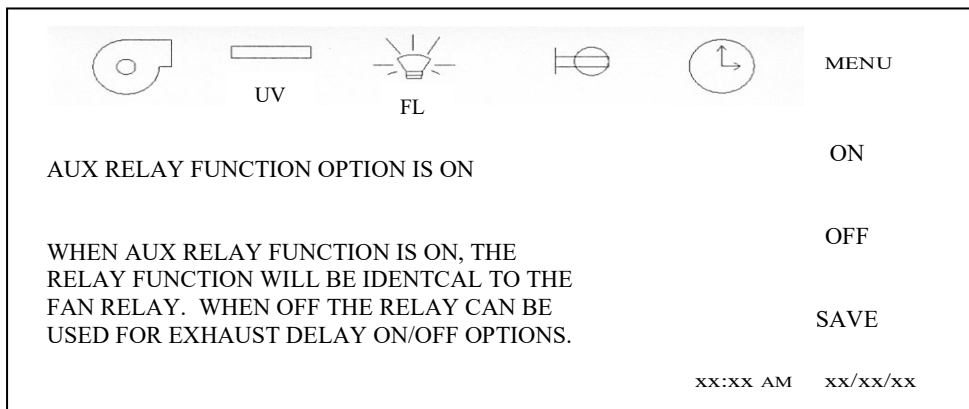 MENU
UV
FL
ON
AUX RELAY FUNCTION OPTION IS ON
OFF
WHEN AUX RELAY FUNCTION IS ON, THE
RELAY FUNCTION WILL BE IDENTCAL TO THE
FAN RELAY. WHEN OFF THE RELAY CAN BE
USED FOR EXHAUST DELAY ON/OFF OPTIONS.
SAVE
xx:xx AM xx/xx/xx